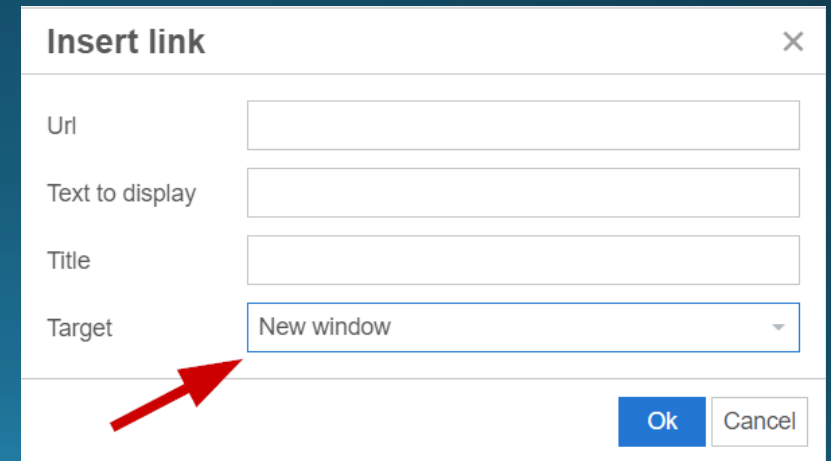 Insert link
Url
Text to display
Title
Target New window
Ok Cancel